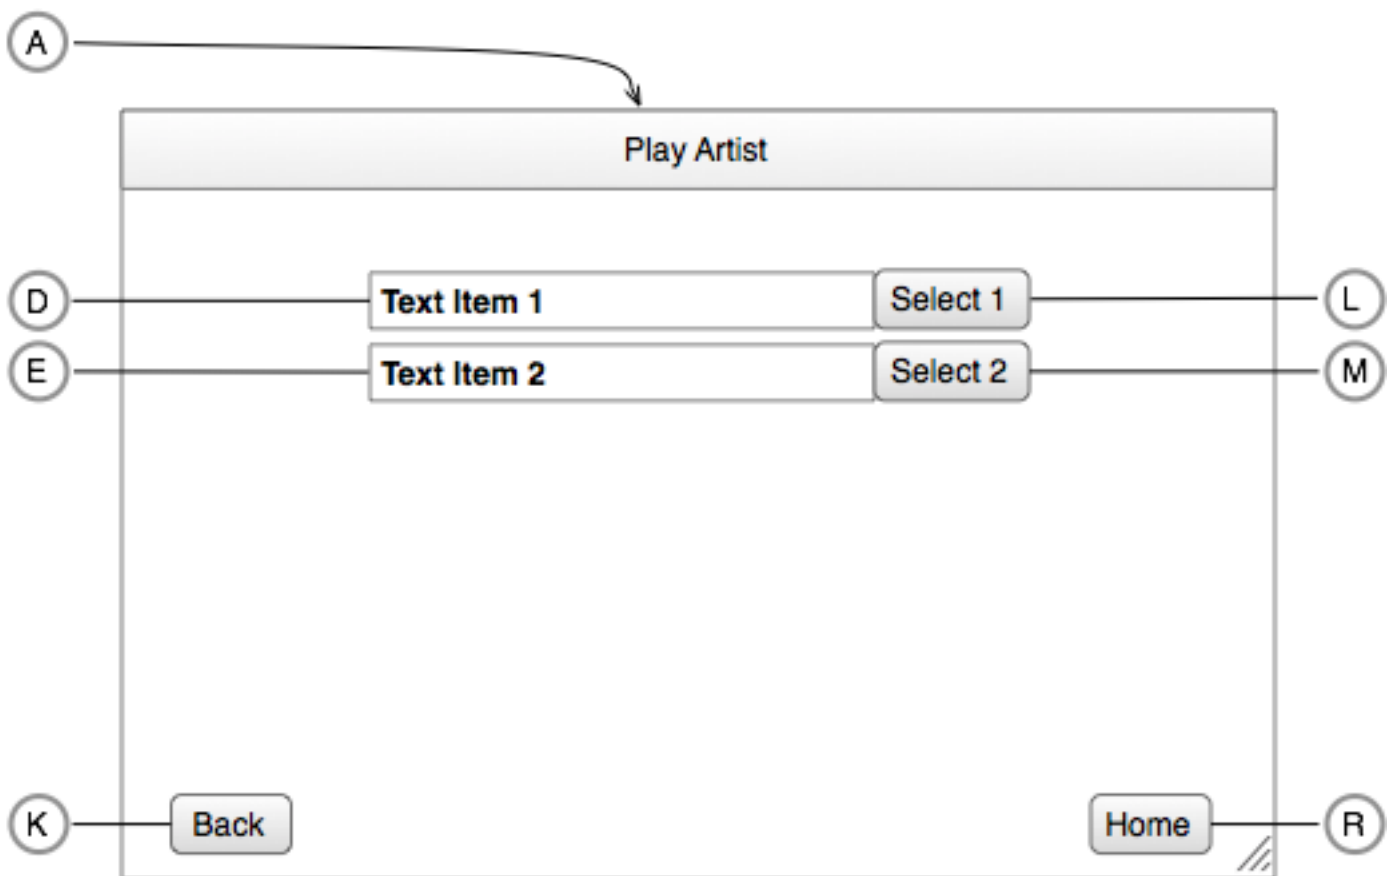 A
Play Artist
D Text Item 1 Select 1 L
E Text Item 2 Select 2 M
K Back Home R